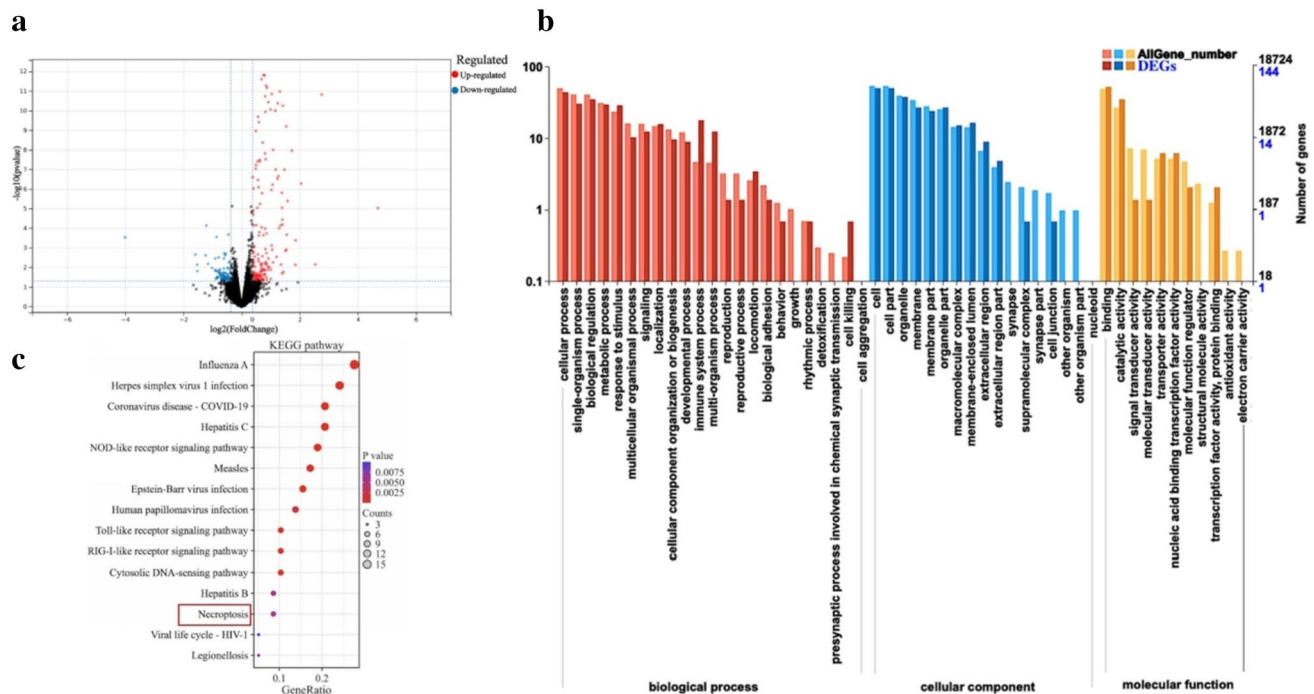 a
Regulated
Up-regulated
Down-regulated
12
11
10
9
8
7
6
5
4
3
2
1
0
-log10(pvalue)
-6
-4
-2
0
2
4
6
log2(FoldChange)
b
AllGene_number
DEGs
100
10
1
0.1
18724
144
1872
14
187
1
18
1
Number of genes
cellular process
single-organism process
biological regulation
metabolic process
response to stimulus
multicellular organismal process
signaling
localization
cellular component organization or biogenesis
developmental process
immune system process
multi-organism process
reproduction
reproductive process
locomotion
biological adhesion
behavior
growth
rhythmic process
detoxification
presynaptic process involved in chemical synaptic transmission
cell killing
cell aggregation
cell
cell part
organelle
membrane
membrane part
organelle part
macromolecular complex
membrane-enclosed lumen
extracellular region
extracellular region part
synapse
supramolecular complex
synapse part
cell junction
other organism
other organism part
nucleoid
binding
catalytic activity
signal transducer activity
molecular transducer activity
transporter activity
nucleic acid binding transcription factor activity
molecular function regulator
structural molecule activity
transcription factor activity, protein binding
antioxidant activity
electron carrier activity
biological process
cellular component
molecular function
c
KEGG pathway
Influenza A
Herpes simplex virus 1 infection
Coronavirus disease - COVID-19
Hepatitis C
NOD-like receptor signaling pathway
Measles
Epstein-Barr virus infection
Human papillomavirus infection
Toll-like receptor signaling pathway
RIG-I-like receptor signaling pathway
Cytosolic DNA-sensing pathway
Hepatitis B
Necroptosis
Viral life cycle - HIV-1
Legionellosis
0.1
0.2
GeneRatio
P value
0.0075
0.0050
0.0025
Counts
3
6
9
12
15